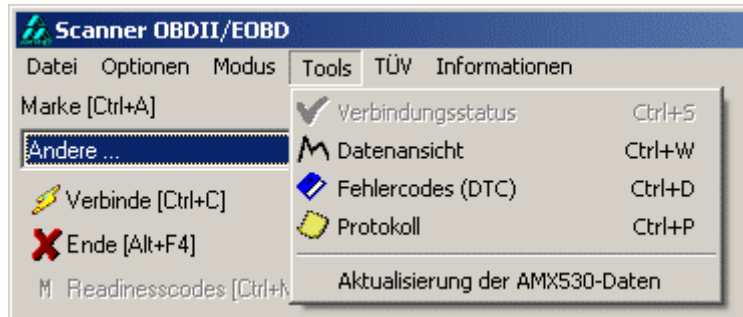 Scanner OBDII/EOBD
Datei Optionen Modus Tools TÜV Informationen
Marke [Ctrl+A]
Andere ...
Verbinde [Ctrl+C]
Ende [Alt+F4]
M Readinesscodes [Ctrl+
Verbindungsstatus Ctrl+S
Datenansicht Ctrl+W
Fehlercodes (DTC) Ctrl+D
Protokoll Ctrl+P
Aktualisierung der AMX530-Daten